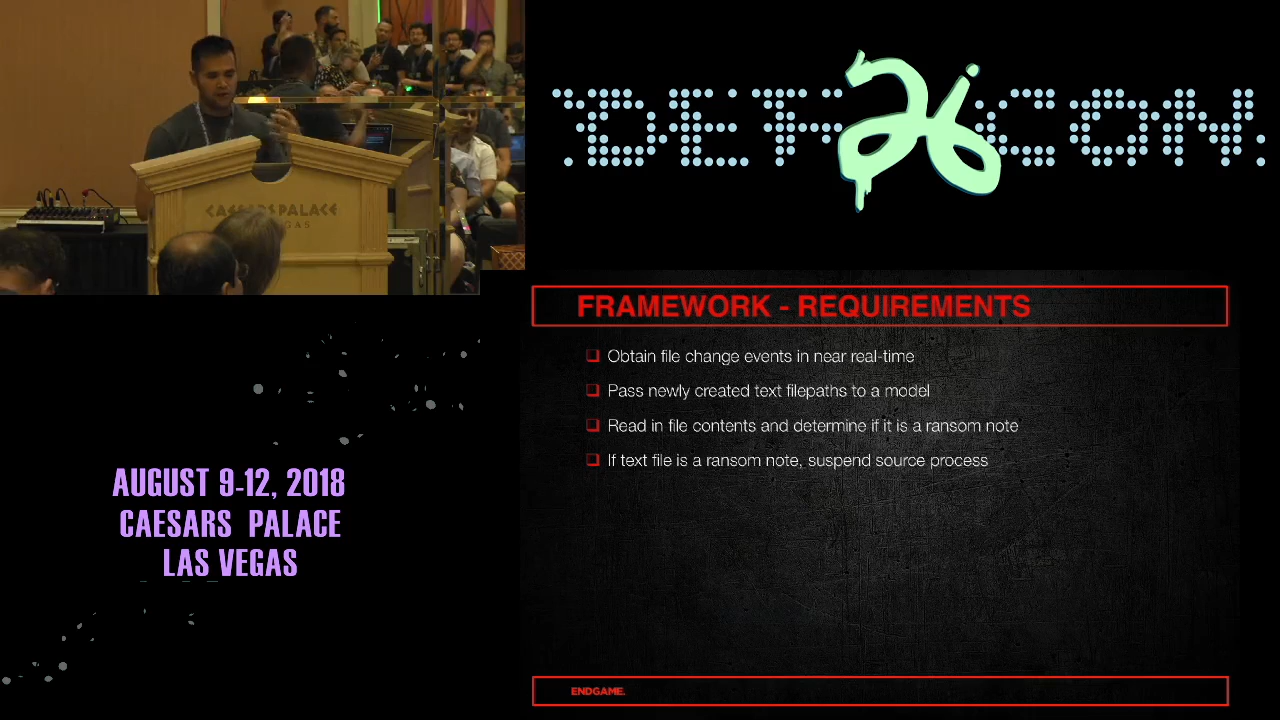 CAESARS PALACE
DEF CON
26
FRAMEWORK - REQUIREMENTS
Obtain file change events in near real-time
Pass newly created text filepaths to a model
Read in file contents and determine if it is a ransom note
If text file is a ransom note, suspend source process
AUGUST 9-12, 2018
CAESARS PALACE
LAS VEGAS
ENDGAME.